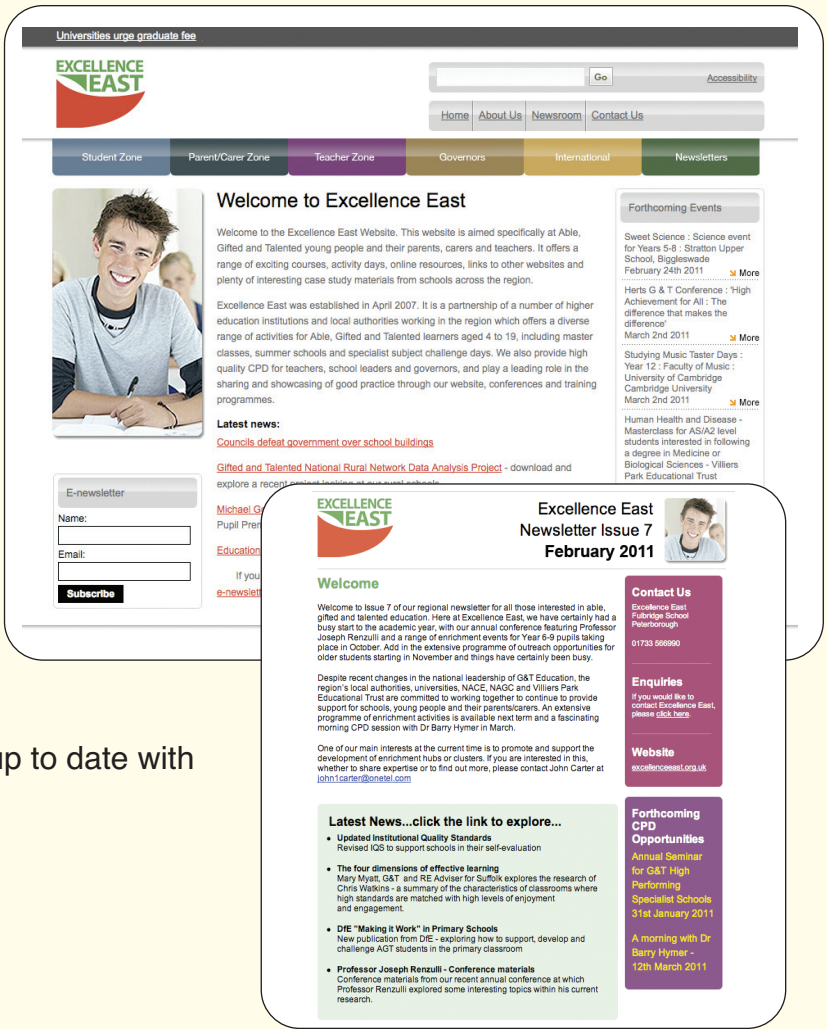 Universities urge graduate fee
EXCELLENCE
EAST
Go
Accessibility
Home
About Us
Newsroom
Contact Us
Student Zone
Parent/Carer Zone
Teacher Zone
Governors
International
Newsletters
Welcome to Excellence East
Welcome to the Excellence East Website. This website is aimed specifically at Able,
Gifted and Talented young people and their parents, carers and teachers. It offers a
range of exciting courses, activity days, online resources, links to other websites and
plenty of interesting case study materials from schools across the region.
Excellence East was established in April 2007. It is a partnership of a number of higher
education institutions and local authorities working in the region which offers a diverse
range of activities for Able, Gifted and Talented learners aged 4 to 19, including master
classes, summer schools and specialist subject challenge days. We also provide high
quality CPD for teachers, school leaders and governors, and play a leading role in the
sharing and showcasing of good practice through our website, conferences and training
programmes.
Latest news:
Councils defeat government over school buildings
Gifted and Talented National Rural Network Data Analysis Project - download and
explore a recent project looking at our rural schools
Michael G
Pupil Prem
Education
If you
e-newslett
Forthcoming Events
Sweet Science : Science event
for Years 5-8 : Stratton Upper
School, Biggleswade
February 24th 2011
More
Herts G & T Conference : 'High
Achievement for All : The
difference that makes the
difference'
March 2nd 2011
More
Studying Music Taster Days :
Year 12 : Faculty of Music :
University of Cambridge
Cambridge University
March 2nd 2011
More
Human Health and Disease -
Masterclass for AS/A2 level
students interested in following
a degree in Medicine or
Biological Sciences - Villiers
Park Educational Trust
E-newsletter
Name:
Email:
Subscribe
up to date with
EXCELLENCE
EAST
Excellence East
Newsletter Issue 7
February 2011
Welcome
Welcome to Issue 7 of our regional newsletter for all those interested in able,
gifted and talented education. Here at Excellence East, we have certainly had a
busy start to the academic year, with our annual conference featuring Professor
Joseph Renzulli and a range of enrichment events for Year 6-9 pupils taking
place in October. Add in the extensive programme of outreach opportunities for
older students starting in November and things have certainly been busy.
Despite recent changes in the national leadership of G&T Education, the
region's local authorities, universities, NACE, NAGC and Villiers Park
Educational Trust are committed to working together to continue to provide
support for schools, young people and their parents/carers. An extensive
programme of enrichment activities is available next term and a fascinating
morning CPD session with Dr Barry Hymer in March.
One of our main interests at the current time is to promote and support the
development of enrichment hubs or clusters. If you are interested in this,
whether to share expertise or to find out more, please contact John Carter at
john1carter@onetel.com
Contact Us
Excellence East
Fulbridge School
Peterborough
01733 566990
Enquiries
If you would like to
contact Excellence East,
please click here.
Website
excellenceeast.org.uk
Latest News...click the link to explore...
• Updated Institutional Quality Standards
Revised IQS to support schools in their self-evaluation
• The four dimensions of effective learning
Mary Myatt, G&T and RE Adviser for Suffolk explores the research of
Chris Watkins - a summary of the characteristics of classrooms where
high standards are matched with high levels of enjoyment
and engagement.
• DfE "Making it Work" in Primary Schools
New publication from DfE - exploring how to support, develop and
challenge AGT students in the primary classroom
• Professor Joseph Renzulli - Conference materials
Conference materials from our recent annual conference at which
Professor Renzulli explored some interesting topics within his current
research.
Forthcoming
CPD
Opportunities
Annual Seminar
for G&T High
Performing
Specialist Schools
31st January 2011
A morning with Dr
Barry Hymer -
12th March 2011